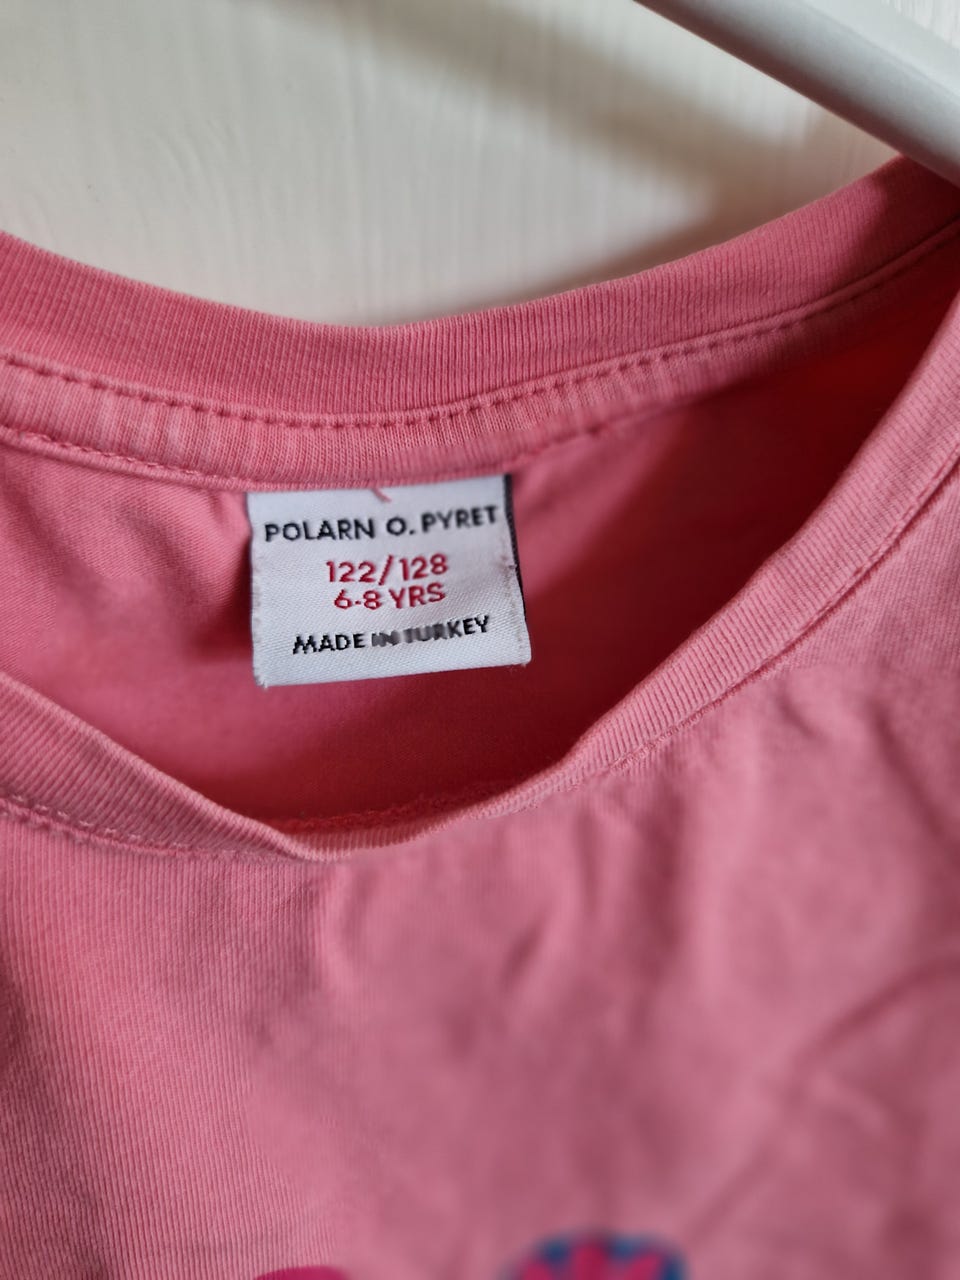 POLARN O. PYRET
122/128
6-8 YRS
MADE IN TURKEY